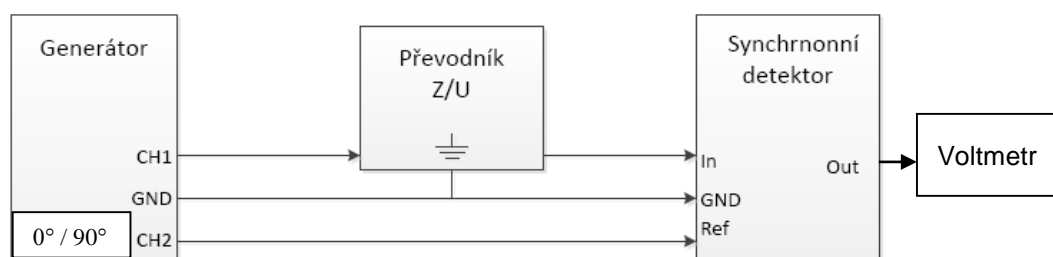 Generátor
CH1
GND
0° / 90°
CH2
Převodník
Z/U
Synchrnonní
detektor
In
GND
Ref
Out
Voltmetr